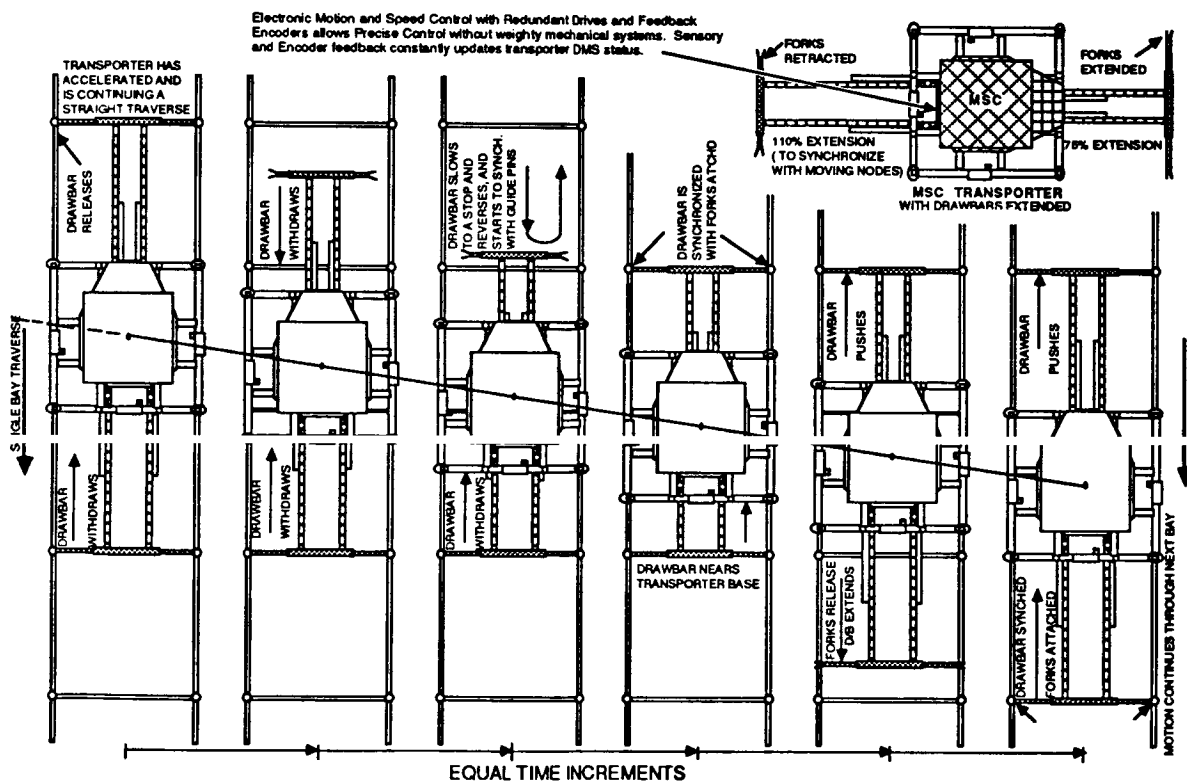 Electronic Motion and Speed Control with Redundant Drives and Feedback
Encoders allows Precise Control without weighty mechanical systems. Sensory
and Encoder feedback constantly updates transporter DMS status.
FORKS
RETRACTED
FORKS
EXTENDED
MSC
110% EXTENSION
(TO SYNCHRONIZE
WITH MOVING NODES)
75% EXTENSION
MSC TRANSPORTER
WITH DRAWBARS EXTENDED
TRANSPORTER HAS
ACCELERATED AND
IS CONTINUING A
STRAIGHT TRAVERSE
DRAWBAR
RELEASES
DRAWBAR
WITHDRAWS
DRAWBAR SLOWS
TO A STOP AND
REVERSES, AND
STARTS TO SYNCH.
WITH GUIDE PINS
DRAWBAR IS
SYNCHRONIZED
WITH FORKS AT'CHD
DRAWBAR
PUSHES
DRAWBAR
PUSHES
SINGLE BAY TRAVERSE
DRAWBAR
WITHDRAWS
DRAWBAR
WITHDRAWS
DRAWBAR
WITHDRAWS
DRAWBAR NEARS
TRANSPORTER BASE
FORKS RELEASE
D/B EXTENDS
DRAWBAR SYNCHED
FORKS ATTACHED
MOTION CONTINUES THROUGH NEXT BAY
EQUAL TIME INCREMENTS